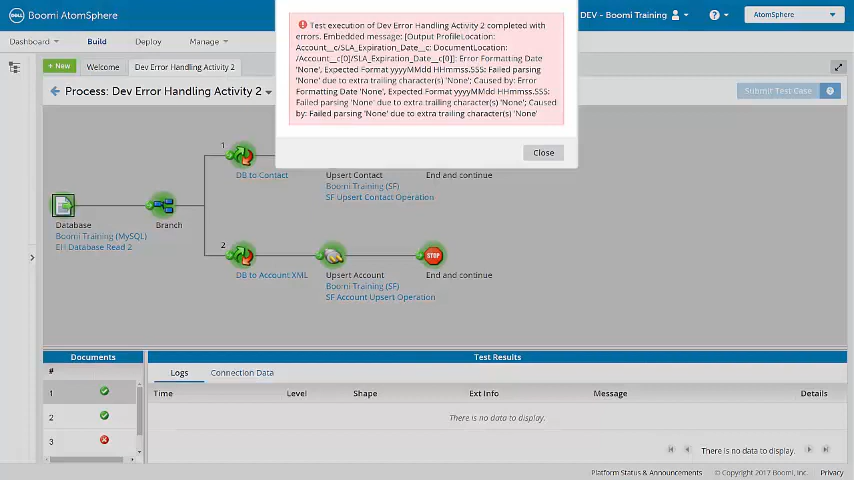 DELL
Boomi AtomSphere
DEV - Boomi Training
AtomSphere
Dashboard
Build
Deploy
Manage
+ New
Welcome
Dev Error Handling Activity 2
Process: Dev Error Handling Activity 2
Submit Test Case
Test execution of Dev Error Handling Activity 2 completed with
errors. Embedded message: [Output ProfileLocation:
Account__c/SLA_Expiration_Date__c: DocumentLocation:
/Account__c[0]/SLA_Expiration_Date__c[0]]: Error Formatting Date
'None', Expected Format yyyyMMdd HHmmss.SSS: Failed parsing
'None' due to extra trailing character(s) 'None'; Caused by: Error
Formatting Date 'None', Expected Format yyyyMMdd HHmmss.SSS:
Failed parsing 'None' due to extra trailing character(s) 'None'; Caused
by: Failed parsing 'None' due to extra trailing character(s) 'None'
Close
1
DB to Contact
Upsert Contact
Boomi Training (SF)
SF Upsert Contact Operation
End and continue
Database
Boomi Training (MySQL)
EH Database Read 2
Branch
2
DB to Account XML
Upsert Account
Boomi Training (SF)
SF Account Upsert Operation
STOP
End and continue
Documents
#
1
2
3
Test Results
Logs
Connection Data
Time
Level
Shape
Ext Info
Message
Details
There is no data to display.
There is no data to display.
Platform Status & Announcements
© Copyright 2017 Boomi, Inc.
Privacy